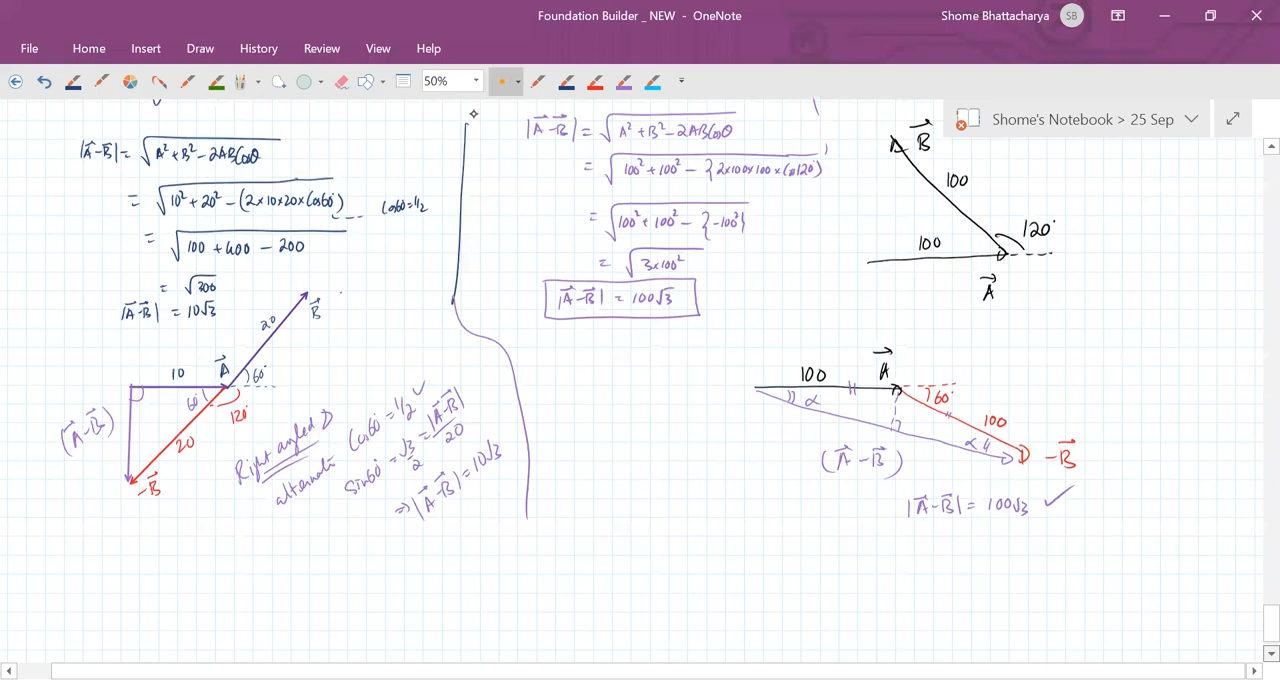 Foundation Builder _ NEW - OneNote
Shome Bhattacharya
SB
File Home Insert Draw History Review View Help
50%
Shome's Notebook > 25 Sep
|A⃗-B⃗| = √(A² + B² - 2ABCosθ)
= √(10² + 20² - (2×10×20×Cos60°))
Cos60° = 1/2
= √(100 + 400 - 200)
= √300
|A⃗-B⃗| = 10√3
B⃗
20
10
A⃗
60°
60°
120°
(A⃗-B⃗)
20
-B⃗
Right angled Δ
alternate
Cos60° = 1/2 ✓
Sin60° = √3/2 = |A⃗-B⃗|/20
⇒ |A⃗-B⃗| = 10√3
|A⃗-B⃗| = √(A² + B² - 2ABCosθ)
= √(100² + 100² - {2×100×100×Cos120°})
= √(100² + 100² - {-100²})
= √(3×100²)
|A⃗-B⃗| = 100√3
B⃗
100
120°
100
A⃗
A⃗
100
60°
α
100
α
(A⃗-B⃗)
-B⃗
|A⃗-B⃗| = 100√3 ✓